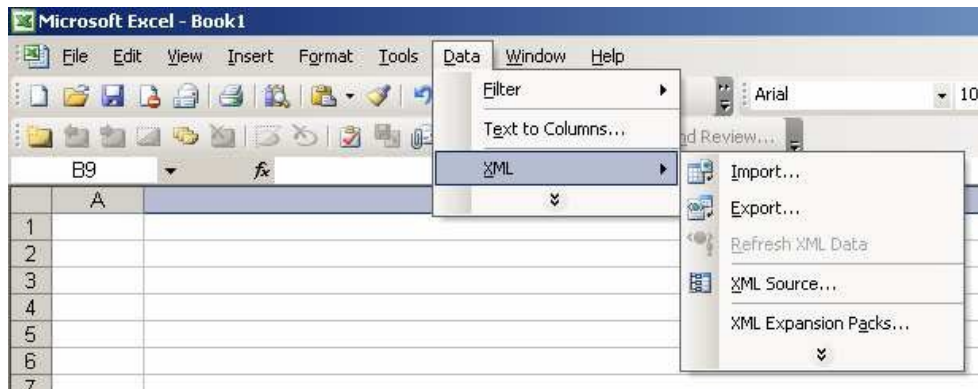 Microsoft Excel - Book1
File Edit View Insert Format Tools Data Window Help
Filter
Arial 10
Text to Columns...
d Review...
B9 fx
XML
Import...
A
Export...
1
Refresh XML Data
2
3
XML Source...
4
5
XML Expansion Packs...
6
7